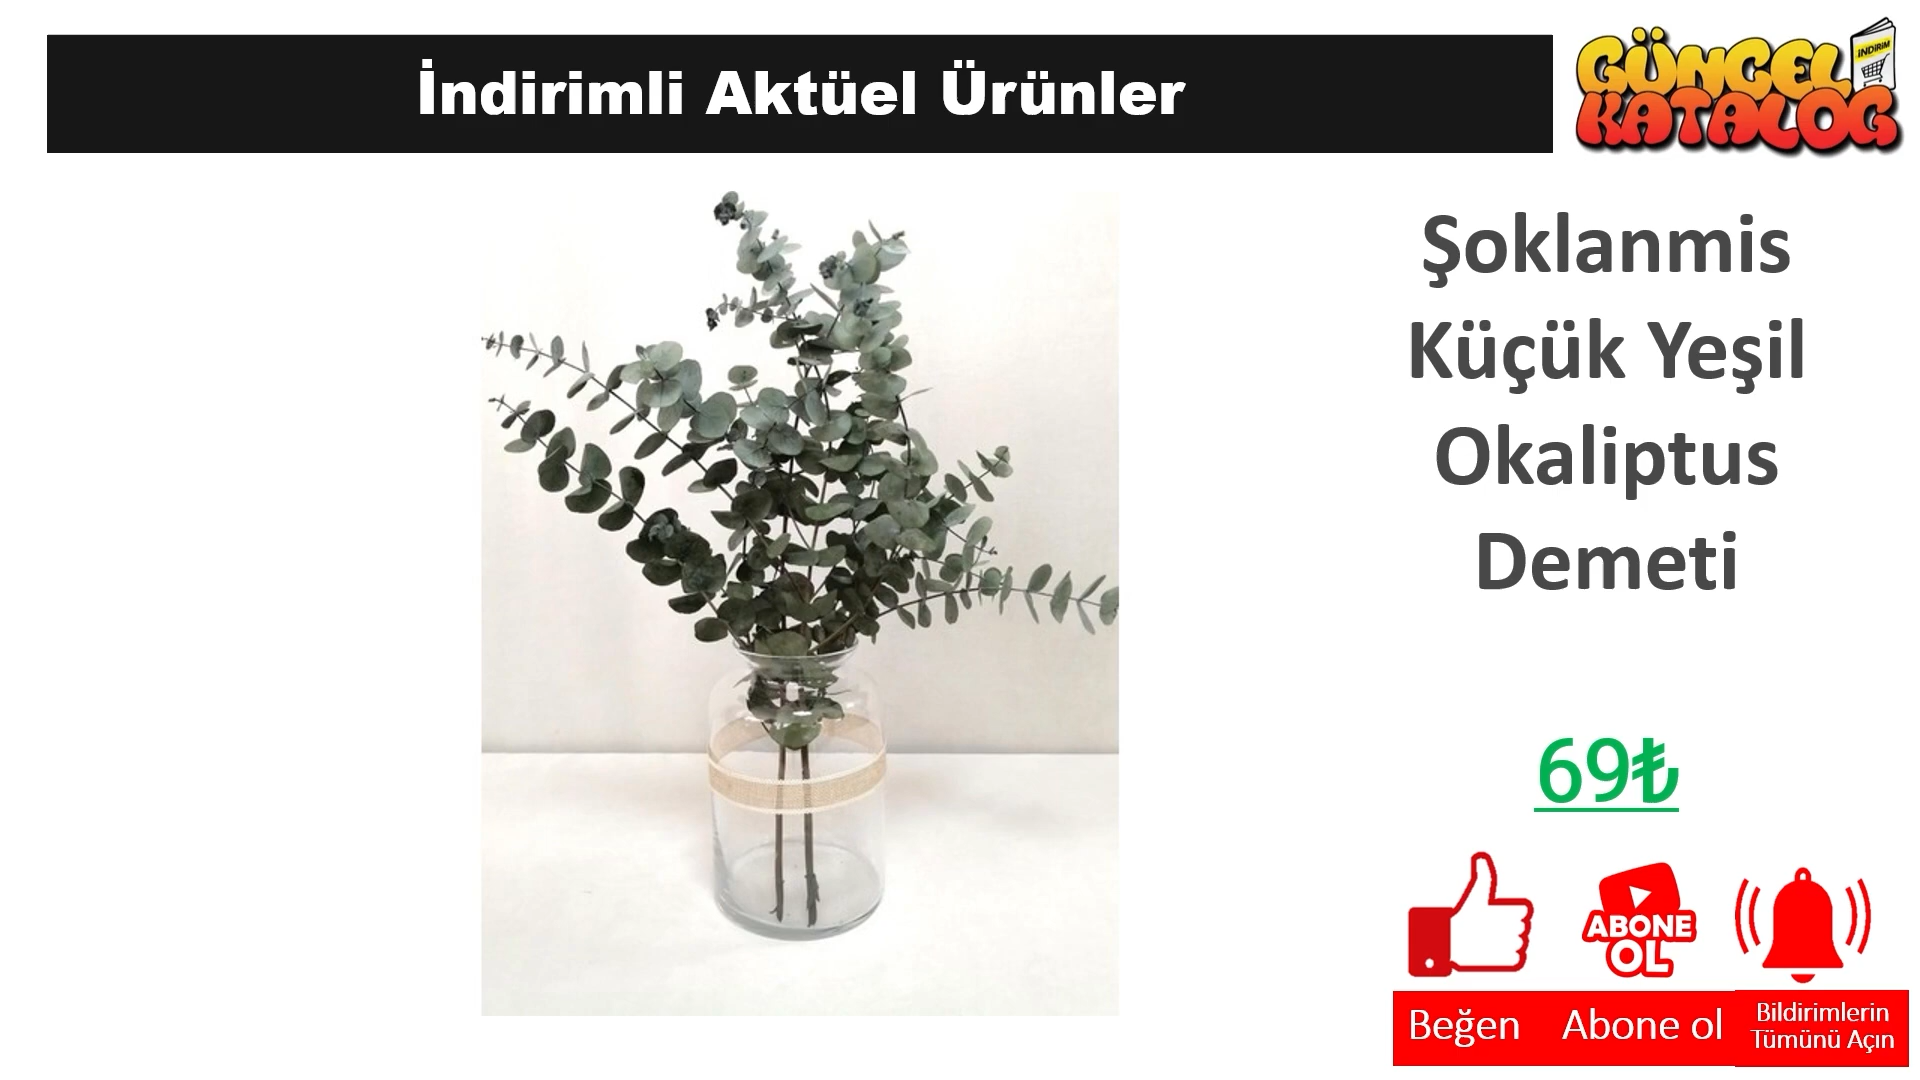 İndirimli Aktüel Ürünler
GÜNCEL
İNDİRİM
KATALOG
Şoklanmis
Küçük Yeşil
Okaliptus
Demeti
69₺
ABONE
OL
Beğen
Abone ol
Bildirimlerin
Tümünü Açın